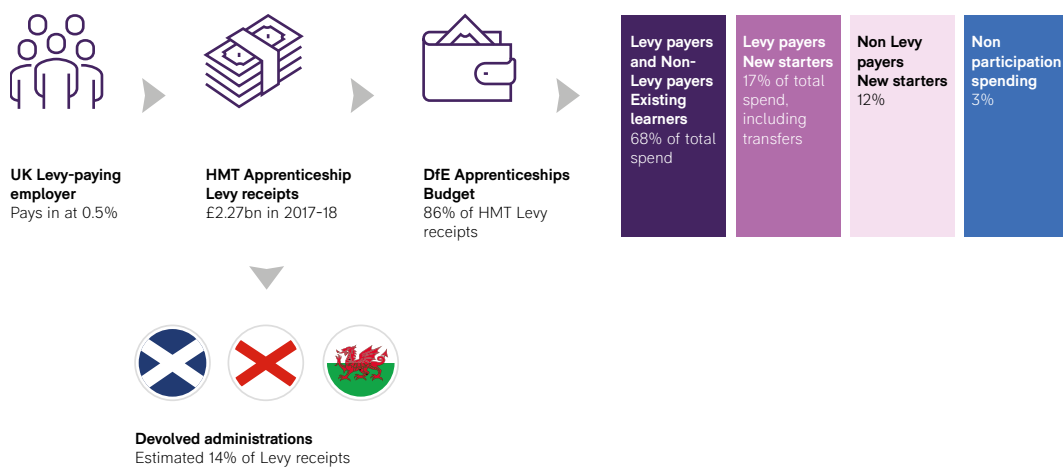 UK Levy-paying
employer
Pays in at 0.5%
HMT Apprenticeship
Levy receipts
£2.27bn in 2017-18
DfE Apprenticeships
Budget
86% of HMT Levy
receipts
Levy payers
and Non-
Levy payers
Existing
learners
68% of total
spend
Levy payers
New starters
17% of total
spend,
including
transfers
Non Levy
payers
New starters
12%
Non
participation
spending
3%
Devolved administrations
Estimated 14% of Levy receipts